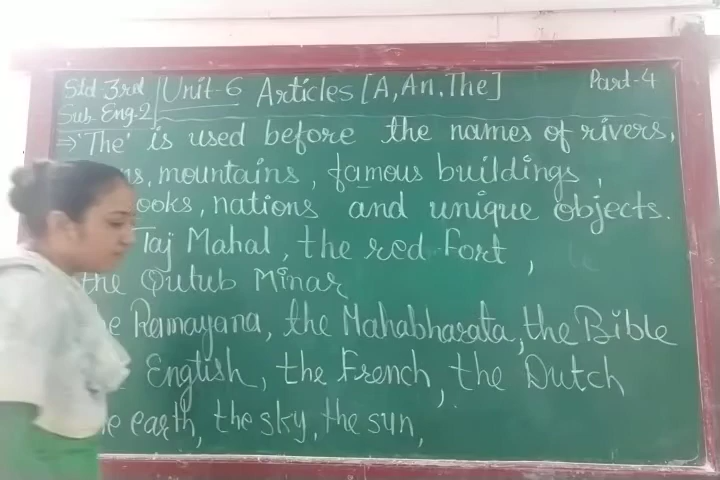 Std 3rd
Sub-Eng-2
Unit-6 Articles [A, An, The]
Part-4
⇒ 'The' is used before the names of rivers,
mountains, famous buildings,
nations and unique objects.
Taj Mahal, the red Fort,
the Qutub Minar
Ramayana, the Mahabharata, the Bible
English, the French, the Dutch
earth, the sky, the sun,